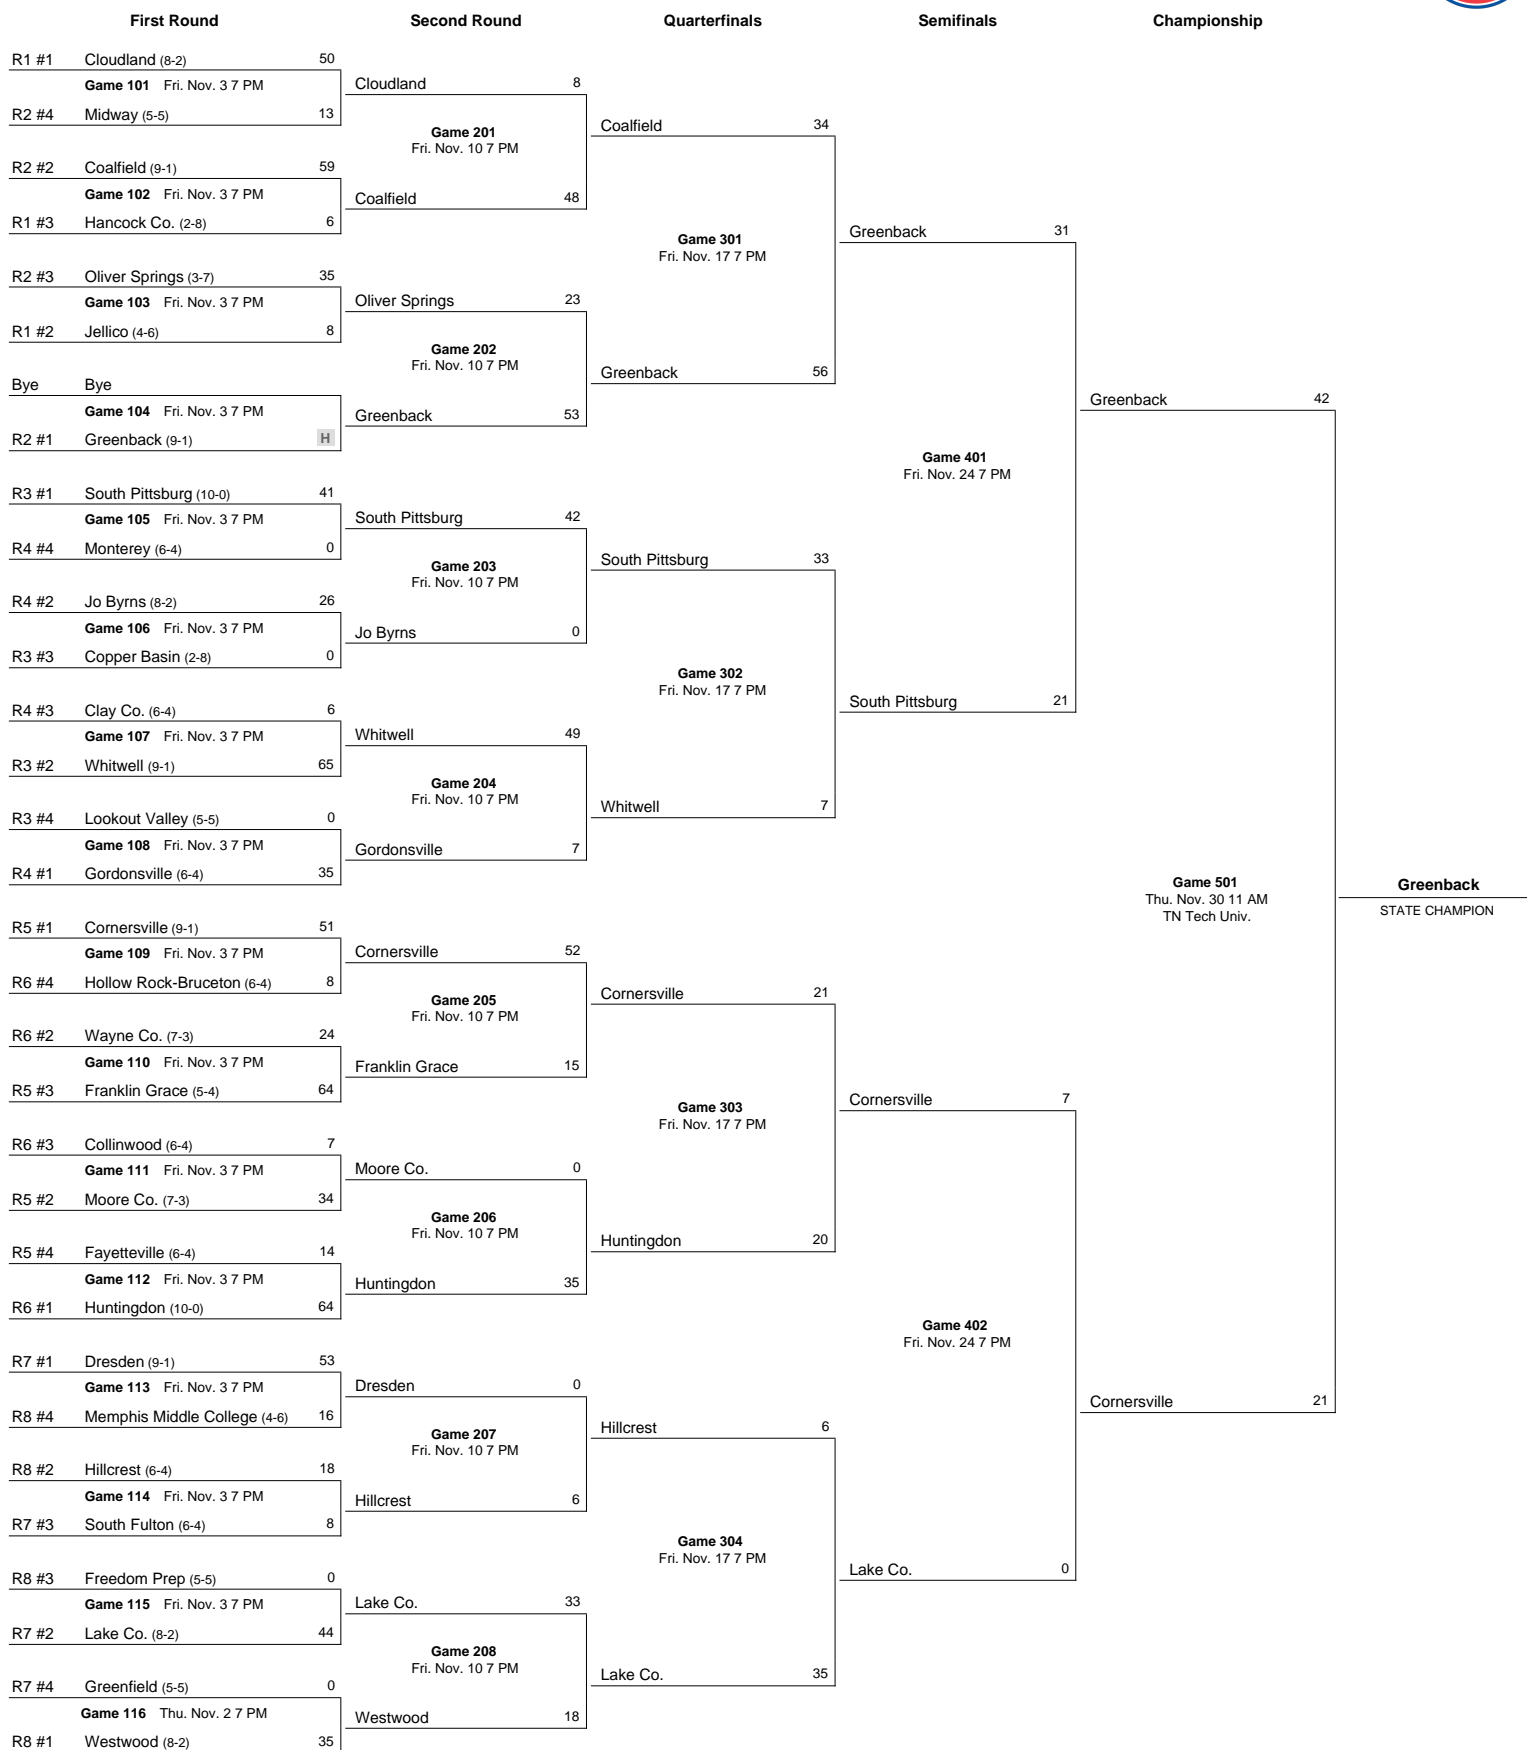 First Round Second Round Quarterfinals Semifinals Championship
R1 #1 Cloudland (8-2) 50
Game 101 Fri. Nov. 3 7 PM
R2 #4 Midway (5-5) 13
R2 #2 Coalfield (9-1) 59
Game 102 Fri. Nov. 3 7 PM
R1 #3 Hancock Co. (2-8) 6
R2 #3 Oliver Springs (3-7) 35
Game 103 Fri. Nov. 3 7 PM
R1 #2 Jellico (4-6) 8
Bye Bye
Game 104 Fri. Nov. 3 7 PM
R2 #1 Greenback (9-1) H
R3 #1 South Pittsburg (10-0) 41
Game 105 Fri. Nov. 3 7 PM
R4 #4 Monterey (6-4) 0
R4 #2 Jo Byrns (8-2) 26
Game 106 Fri. Nov. 3 7 PM
R3 #3 Copper Basin (2-8) 0
R4 #3 Clay Co. (6-4) 6
Game 107 Fri. Nov. 3 7 PM
R3 #2 Whitwell (9-1) 65
R3 #4 Lookout Valley (5-5) 0
Game 108 Fri. Nov. 3 7 PM
R4 #1 Gordonsville (6-4) 35
R5 #1 Cornersville (9-1) 51
Game 109 Fri. Nov. 3 7 PM
R6 #4 Hollow Rock-Bruceton (6-4) 8
R6 #2 Wayne Co. (7-3) 24
Game 110 Fri. Nov. 3 7 PM
R5 #3 Franklin Grace (5-4) 64
R6 #3 Collinwood (6-4) 7
Game 111 Fri. Nov. 3 7 PM
R5 #2 Moore Co. (7-3) 34
R5 #4 Fayetteville (6-4) 14
Game 112 Fri. Nov. 3 7 PM
R6 #1 Huntingdon (10-0) 64
R7 #1 Dresden (9-1) 53
Game 113 Fri. Nov. 3 7 PM
R8 #4 Memphis Middle College (4-6) 16
R8 #2 Hillcrest (6-4) 18
Game 114 Fri. Nov. 3 7 PM
R7 #3 South Fulton (6-4) 8
R8 #3 Freedom Prep (5-5) 0
Game 115 Fri. Nov. 3 7 PM
R7 #2 Lake Co. (8-2) 44
R7 #4 Greenfield (5-5) 0
Game 116 Thu. Nov. 2 7 PM
R8 #1 Westwood (8-2) 35
Cloudland 8
Game 201
Fri. Nov. 10 7 PM
Coalfield 48
Oliver Springs 23
Game 202
Fri. Nov. 10 7 PM
Greenback 53
South Pittsburg 42
Game 203
Fri. Nov. 10 7 PM
Jo Byrns 0
Whitwell 49
Game 204
Fri. Nov. 10 7 PM
Gordonsville 7
Cornersville 52
Game 205
Fri. Nov. 10 7 PM
Franklin Grace 15
Moore Co. 0
Game 206
Fri. Nov. 10 7 PM
Huntingdon 35
Dresden 0
Game 207
Fri. Nov. 10 7 PM
Hillcrest 6
Lake Co. 33
Game 208
Fri. Nov. 10 7 PM
Westwood 18
Coalfield 34
Game 301
Fri. Nov. 17 7 PM
Greenback 56
South Pittsburg 33
Game 302
Fri. Nov. 17 7 PM
Whitwell 7
Cornersville 21
Game 303
Fri. Nov. 17 7 PM
Huntingdon 20
Hillcrest 6
Game 304
Fri. Nov. 17 7 PM
Lake Co. 35
Greenback 31
Game 401
Fri. Nov. 24 7 PM
South Pittsburg 21
Cornersville 7
Game 402
Fri. Nov. 24 7 PM
Lake Co. 0
Greenback 42
Game 501
Thu. Nov. 30 11 AM
TN Tech Univ.
Cornersville 21
Greenback
STATE CHAMPION